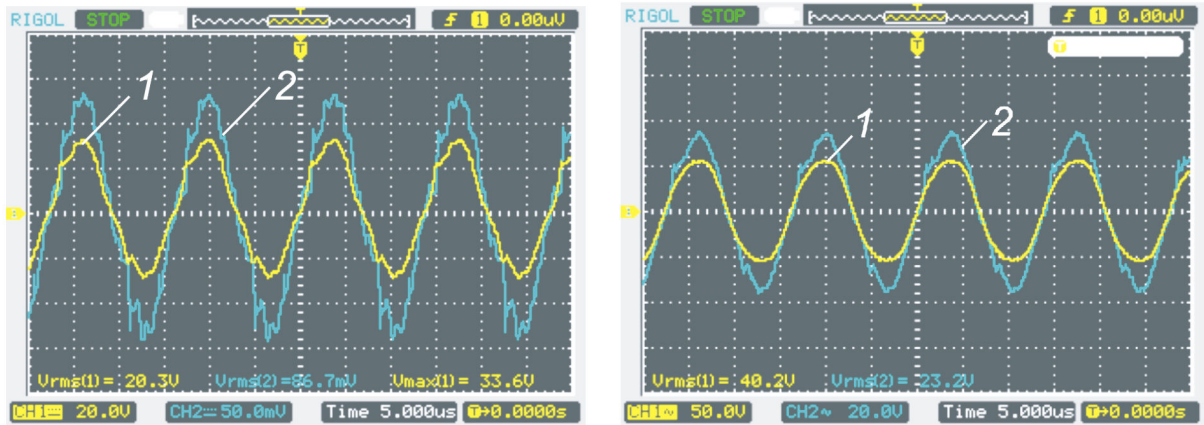 RIGOL STOP T ƒ 1 0.00uV
T
1 2
Vrms(1)= 20.3V Vrms(2)=86.7mV Vmax(1)= 33.6V
CH1 20.0V CH2 50.0mV Time 5.000us T→0.0000s
RIGOL STOP T ƒ 1 0.00uV
T T
1 2
Vrms(1)= 40.2V Vrms(2)= 23.2V
CH1~ 50.0V CH2~ 20.0V Time 5.000us T→0.0000s